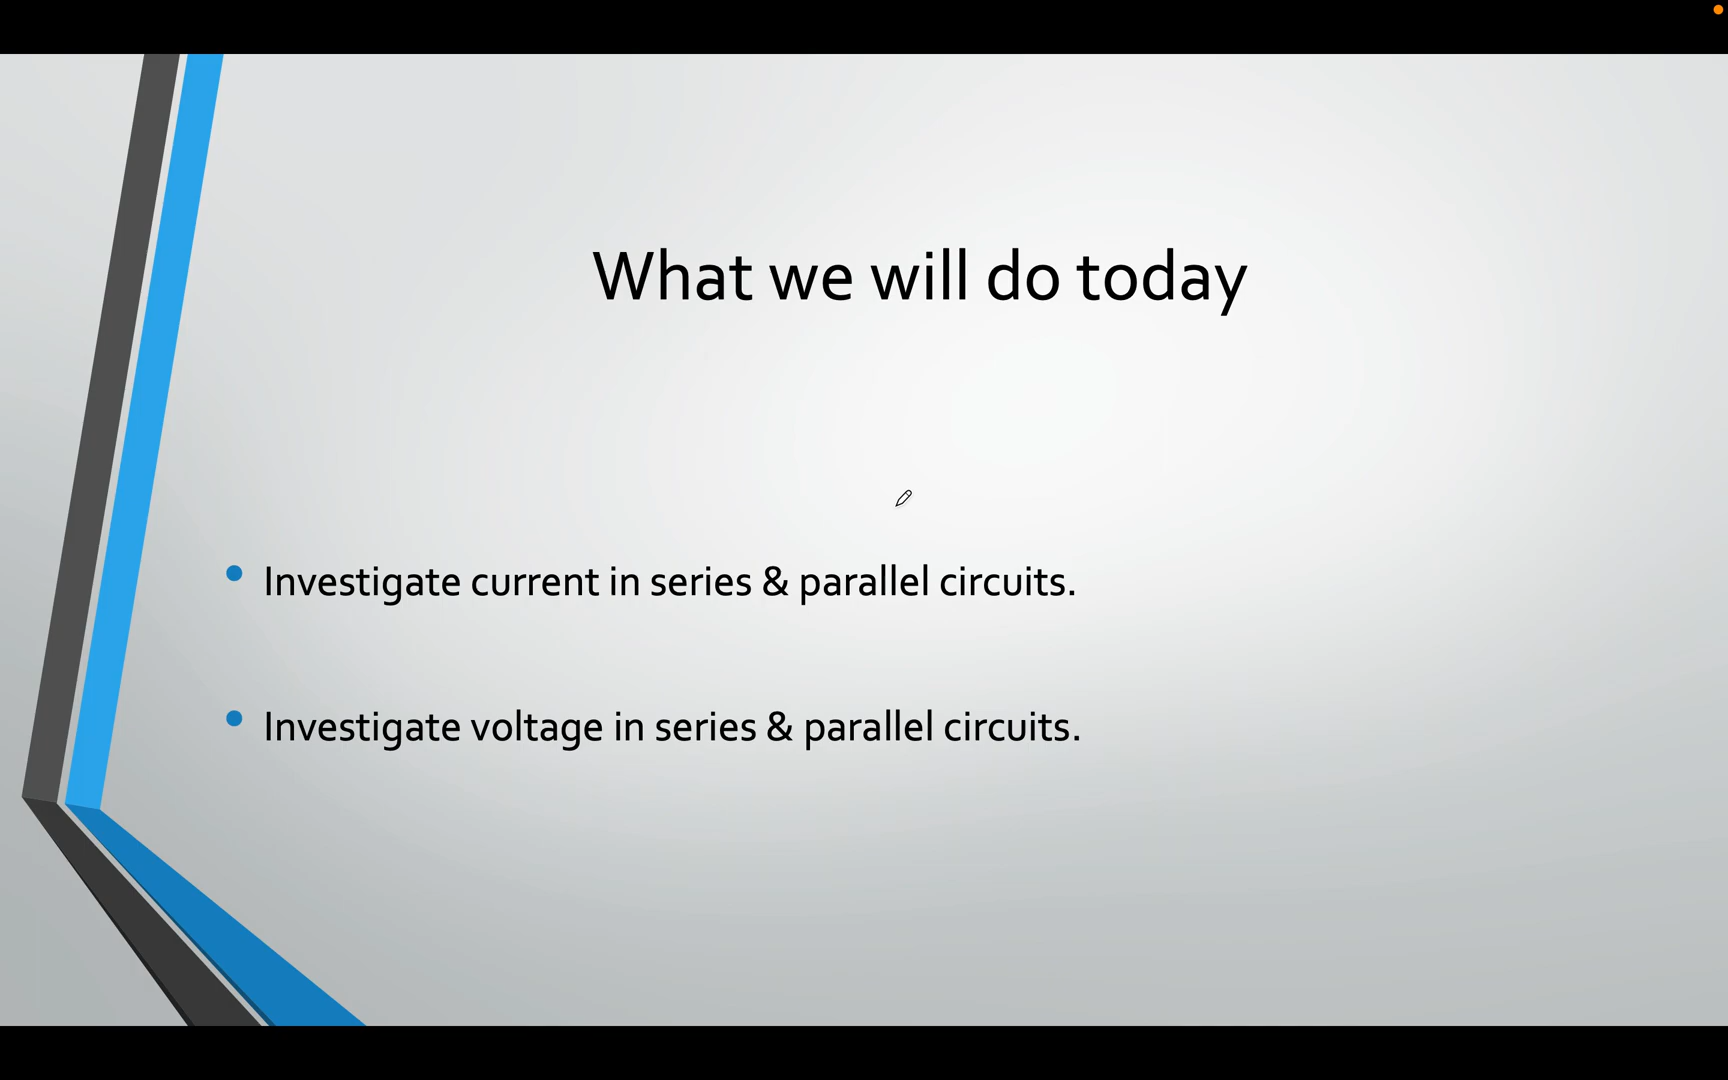 What we will do today
Investigate current in series & parallel circuits.
Investigate voltage in series & parallel circuits.